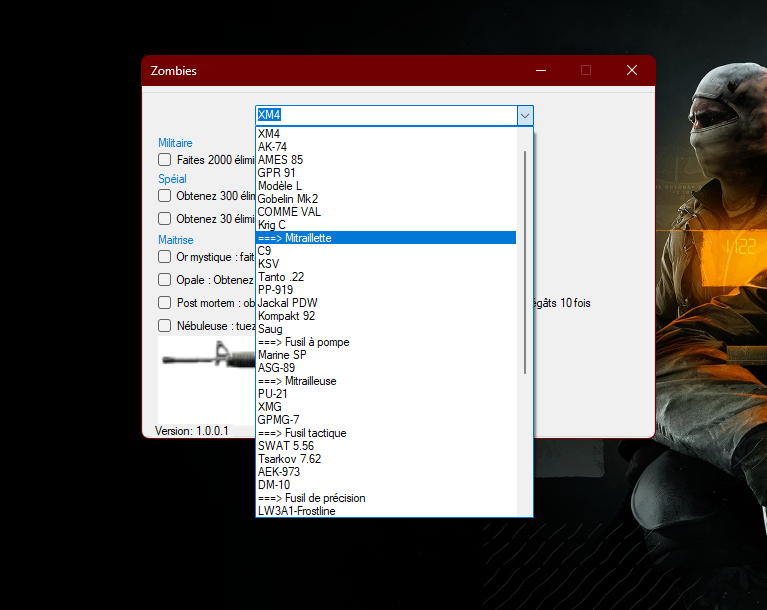 Zombies
XM4
XM4
AK-74
AMES 85
GPR 91
Modèle L
Gobelin Mk2
COMME VAL
Krig C
===> Mitraillette
C9
KSV
Tanto .22
PP-919
Jackal PDW
Kompakt 92
Saug
===> Fusil à pompe
Marine SP
ASG-89
===> Mitrailleuse
PU-21
XMG
GPMG-7
===> Fusil tactique
SWAT 5.56
Tsarkov 7.62
AEK-973
DM-10
===> Fusil de précision
LW3A1-Frostline
Militaire
Faites 2000 élimi
Spéial
Obtenez 300 élin
Obtenez 30 élimi
Maitrise
Or mystique : fait
Opale : Obtenez
Post mortem : ob
égâts 10 fois
Nébuleuse : tuez
Version: 1.0.0.1